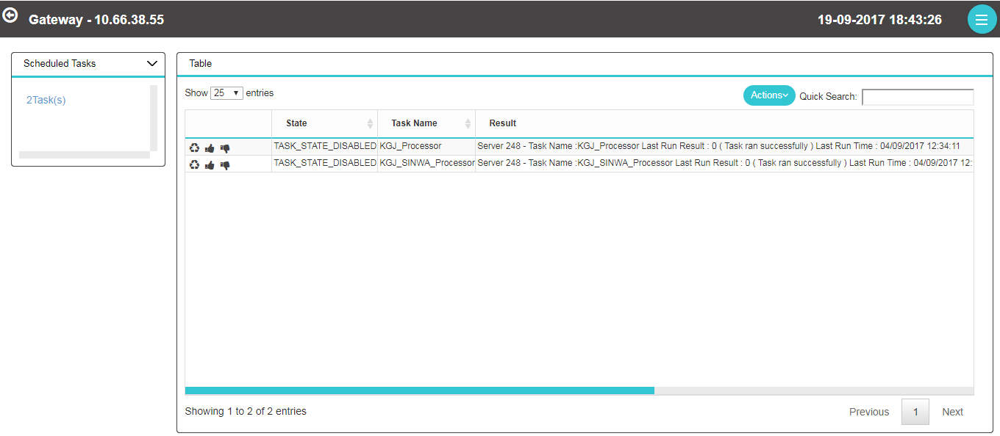 Gateway - 10.66.38.55
19-09-2017 18:43:26
Scheduled Tasks
2Task(s)
Table
Show 25 entries
Actions
Quick Search:
State Task Name Result
TASK_STATE_DISABLED KGJ_Processor Server 248 - Task Name :KGJ_Processor Last Run Result : 0 ( Task ran successfully ) Last Run Time : 04/09/2017 12:34:11
TASK_STATE_DISABLED KGJ_SINWA_Processor Server 248 - Task Name :KGJ_SINWA_Processor Last Run Result : 0 ( Task ran successfully ) Last Run Time : 04/09/2017 12:
Showing 1 to 2 of 2 entries
Previous 1 Next